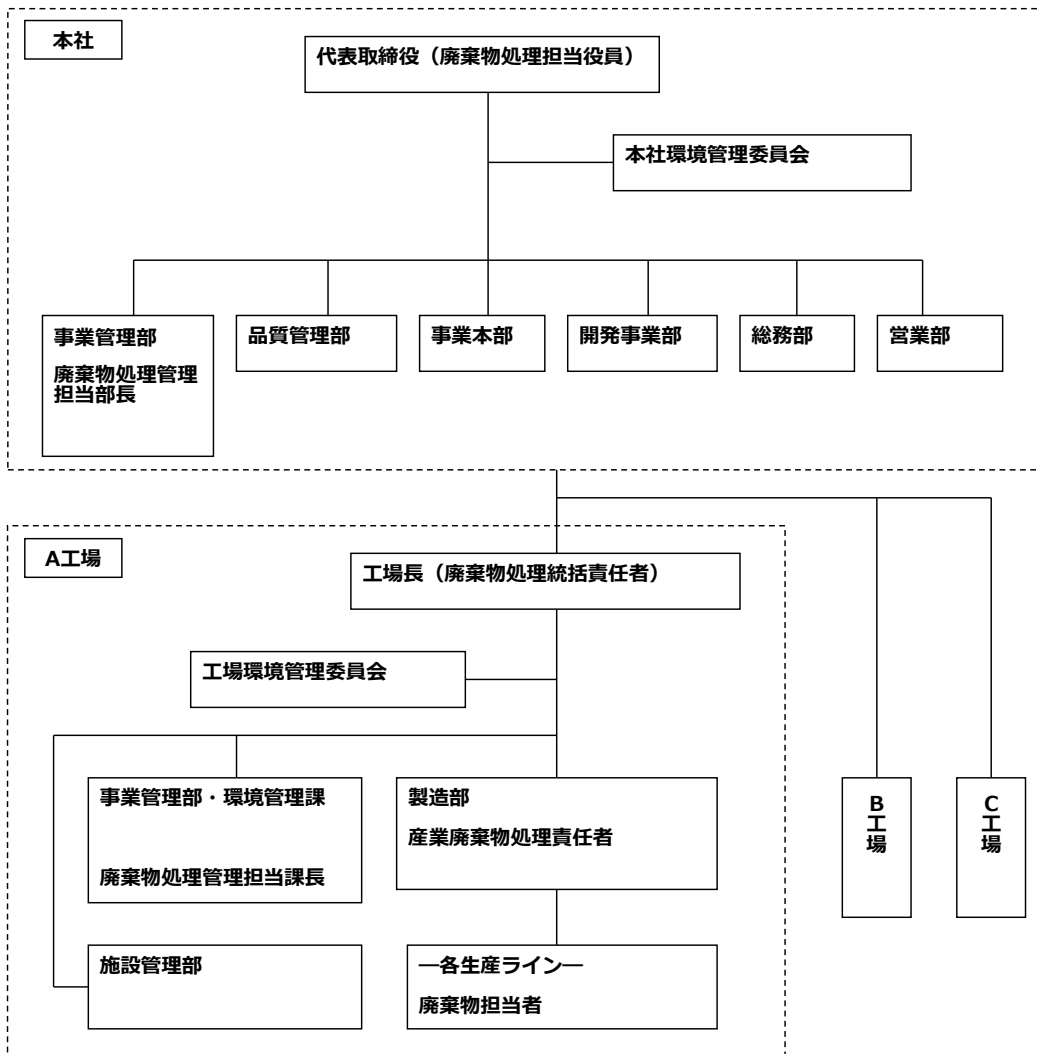 本社
代表取締役（廃棄物処理担当役員）
本社環境管理委員会
事業管理部
廃棄物処理管理
担当部長
品質管理部
事業本部
開発事業部
総務部
営業部
A工場
工場長（廃棄物処理統括責任者）
工場環境管理委員会
事業管理部・環境管理課
廃棄物処理管理担当課長
製造部
産業廃棄物処理責任者
B工場
C工場
施設管理部
―各生産ライン―
廃棄物担当者